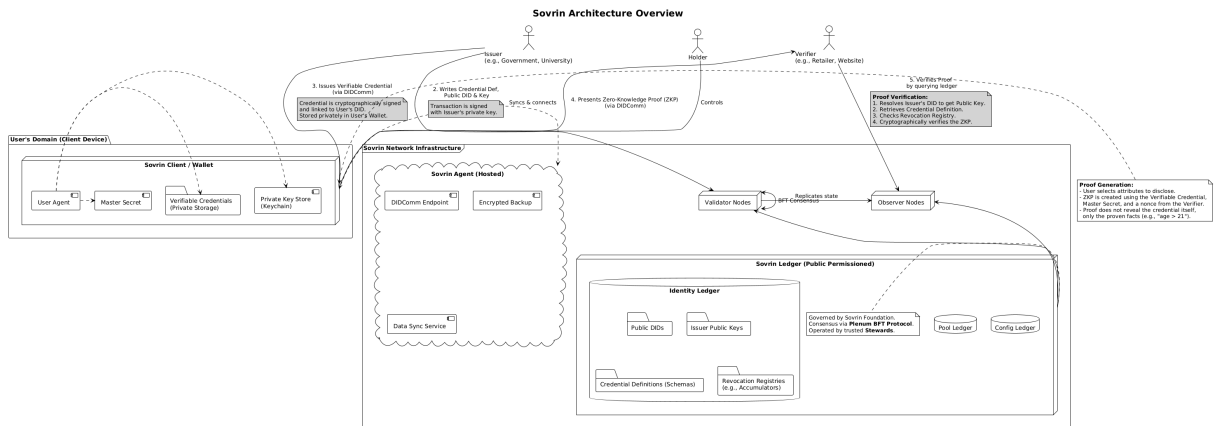 Sovrin Architecture Overview
Issuer
(e.g., Government, University)
Holder
Verifier
(e.g., Retailer, Website)
3. Issues Verifiable Credential
(via DIDComm)
Credential is cryptographically signed
and linked to User's DID.
Stored privately in User's Wallet.
2. Writes Credential Def,
Public DID & Key
Transaction is signed
with Issuer's private key.
Syncs & connects
4. Presents Zero-Knowledge Proof (ZKP)
(via DIDComm)
Controls
5. Verifies Proof
by querying ledger
Proof Verification:
1. Resolves Issuer's DID to get Public Key.
2. Retrieves Credential Definition.
3. Checks Revocation Registry.
4. Cryptographically verifies the ZKP.
User's Domain (Client Device)
Sovrin Client / Wallet
User Agent
Master Secret
Verifiable Credentials
(Private Storage)
Private Key Store
(Keychain)
Sovrin Network Infrastructure
Sovrin Agent (Hosted)
DIDComm Endpoint
Encrypted Backup
Data Sync Service
Validator Nodes
Replicates state
BFT Consensus
Observer Nodes
Proof Generation:
- User selects attributes to disclose.
- ZKP is created using the Verifiable Credential,
Master Secret, and a nonce from the Verifier.
- Proof does not reveal the credential itself,
only the proven facts (e.g., "age > 21").
Sovrin Ledger (Public Permissioned)
Identity Ledger
Public DIDs
Issuer Public Keys
Credential Definitions (Schemas)
Revocation Registries
(e.g., Accumulators)
Governed by Sovrin Foundation.
Consensus via Plenum BFT Protocol.
Operated by trusted Stewards.
Pool Ledger
Config Ledger